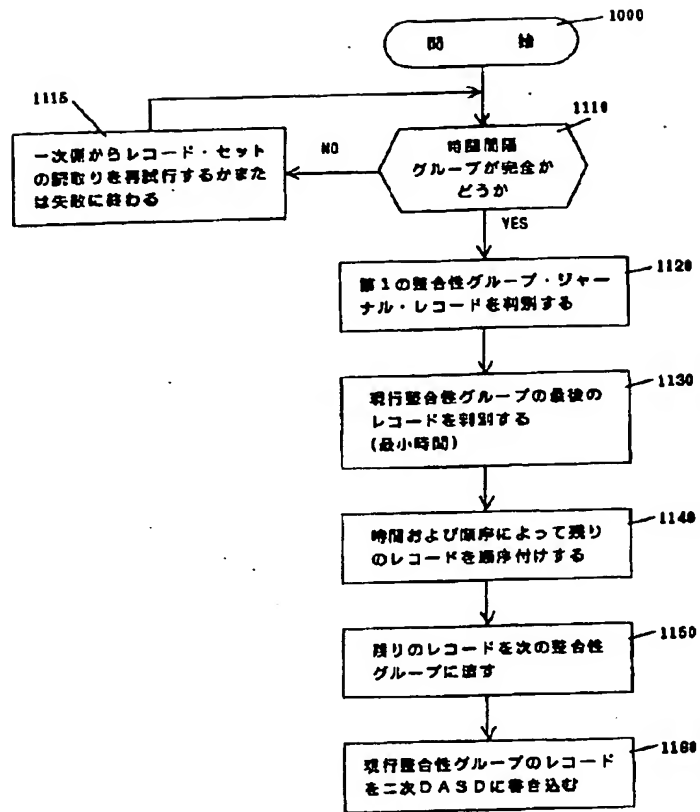 1000
開 始
1115
1110
一次側からレコード・セット
の読取りを再試行するかまた
は失敗に終わる
NO
時間間隔
グループが完全か
どうか
YES
1120
第1の整合性グループ・ジャー
ナル・レコードを判別する
1130
現行整合性グループの最後の
レコードを判別する
(最小時間)
1140
時間および順序によって残り
のレコードを順序付けする
1150
残りのレコードを次の整合性
グループに渡す
1160
現行整合性グループのレコード
を二次DASDに書き込む